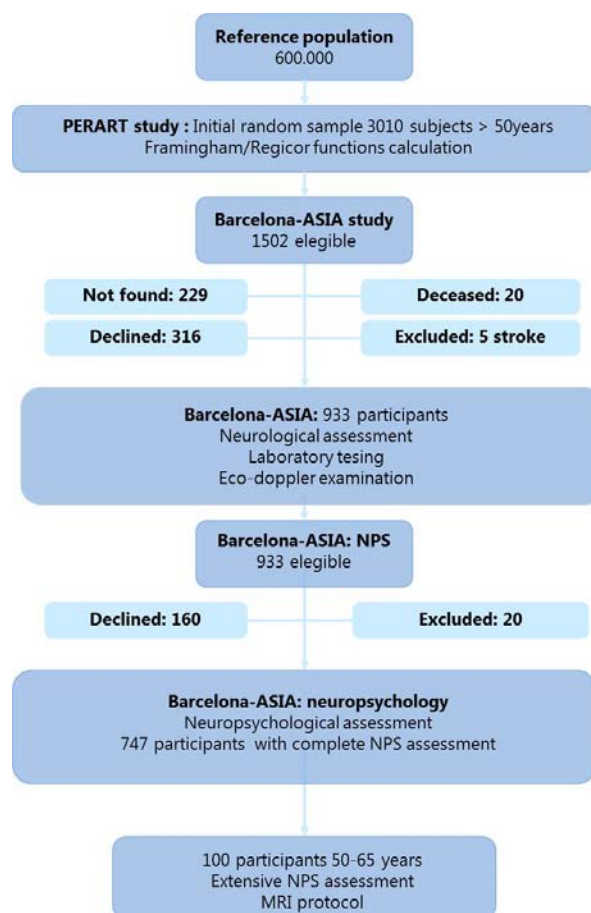 Reference population
600.000
PERART study : Initial random sample 3010 subjects > 50years
Framingham/Regicor functions calculation
Barcelona-ASIA study
1502 elegible
Not found: 229
Deceased: 20
Declined: 316
Excluded: 5 stroke
Barcelona-ASIA: 933 participants
Neurological assessment
Laboratory tesing
Eco-doppler examination
Barcelona-ASIA: NPS
933 elegible
Declined: 160
Excluded: 20
Barcelona-ASIA: neuropsychology
Neuropsychological assessment
747 participants with complete NPS assessment
100 participants 50-65 years
Extensive NPS assessment
MRI protocol